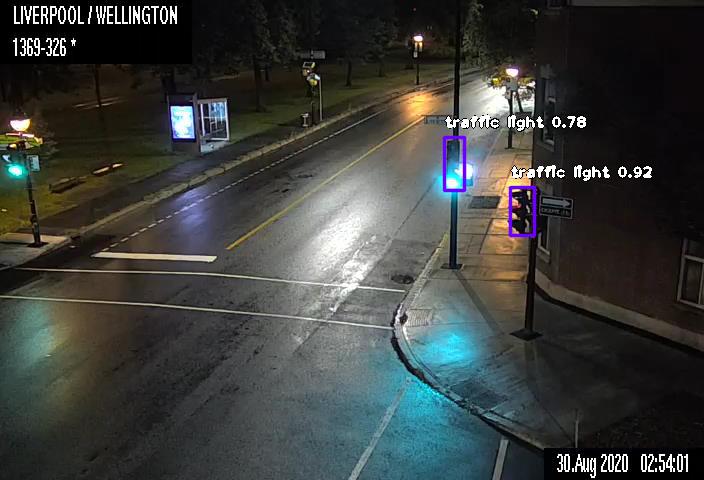 LIVERPOOL / WELLINGTON
1369-326 *
traffic light 0.78
traffic light 0.92
30.Aug 2020 02:54:01